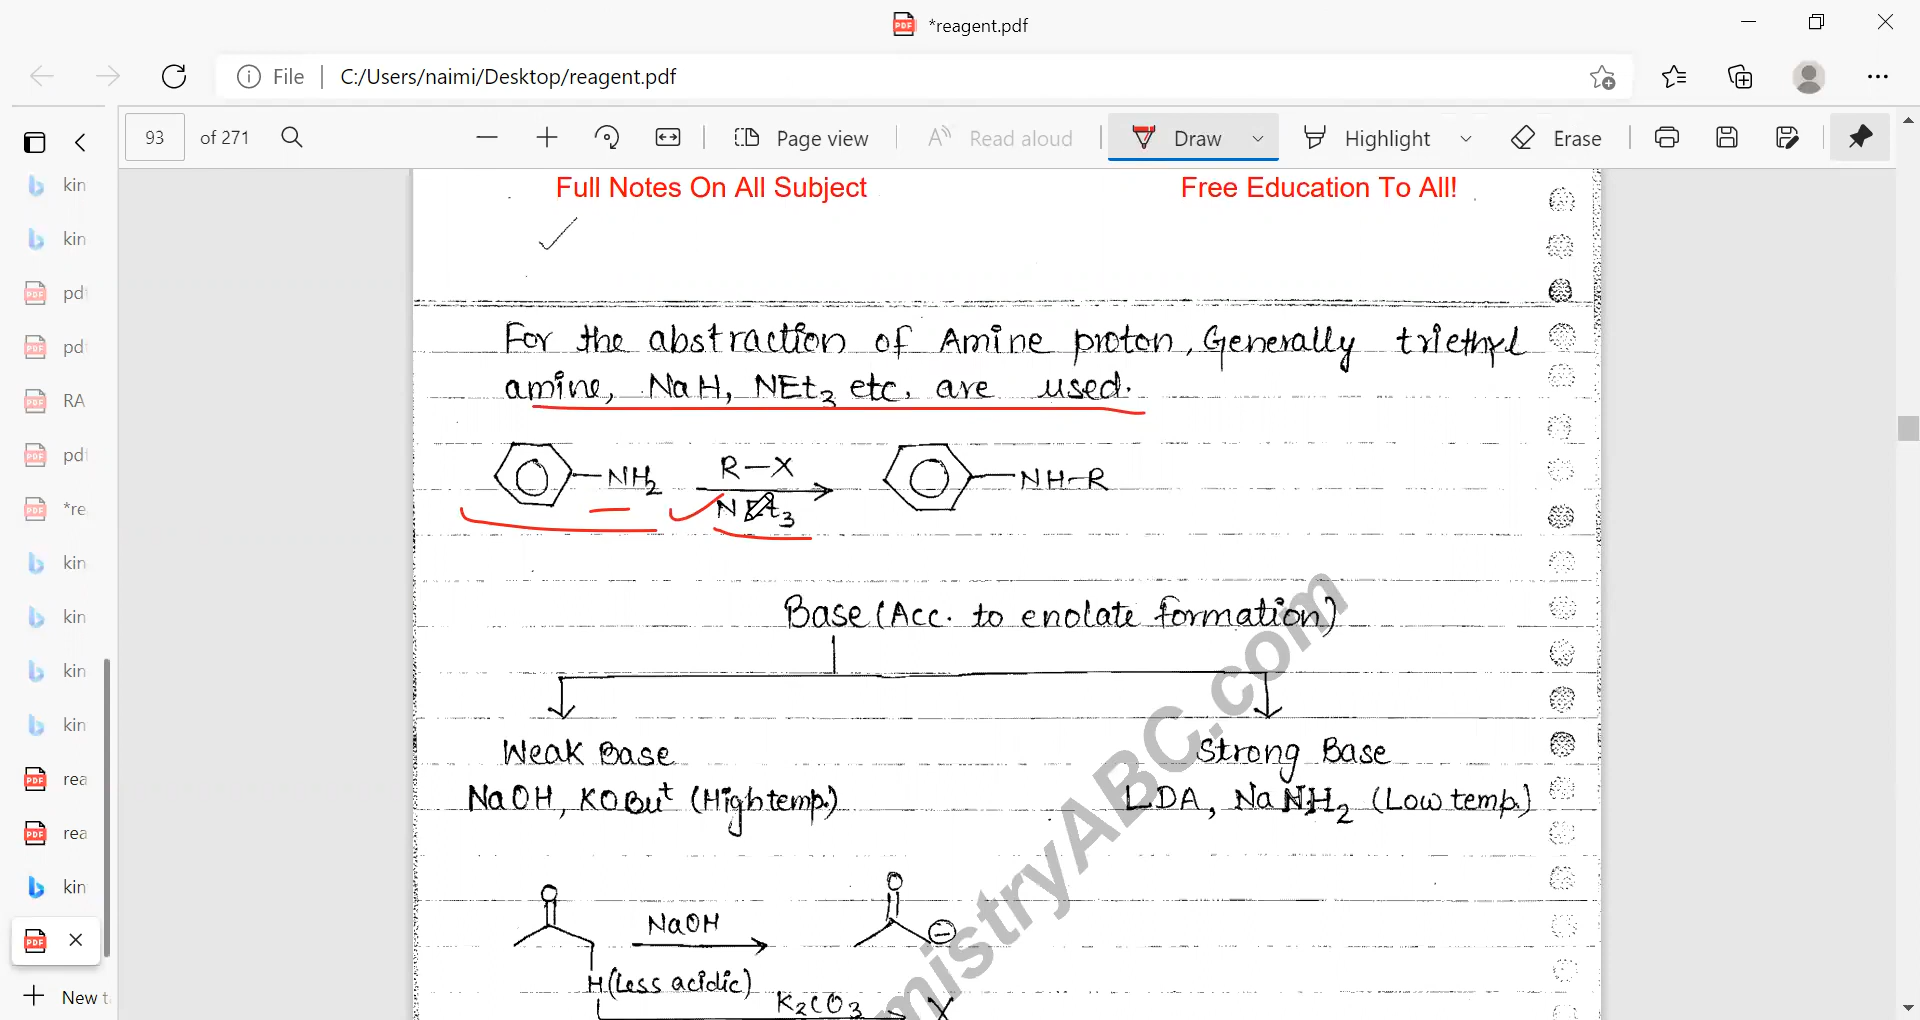 *reagent.pdf
File C:/Users/naimi/Desktop/reagent.pdf
93 of 271 Page view Read aloud Draw Highlight Erase
kin
kin
pdf
pdf
RA
pdf
*re
kin
kin
kin
kin
rea
rea
kin
New t
Full Notes On All Subject Free Education To All!
For the abstraction of Amine proton, Generally triethyl
amine, NaH, NEt3 etc. are used.
NH2 R-X NH-R
NEt3
Base (Acc. to enolate formation)
Weak Base Strong Base
NaOH, KOBut (High temp.) LDA, NaNH2 (Low temp.)
O O
NaOH
H (Less acidic)
K2CO3 X
mistryABC.com